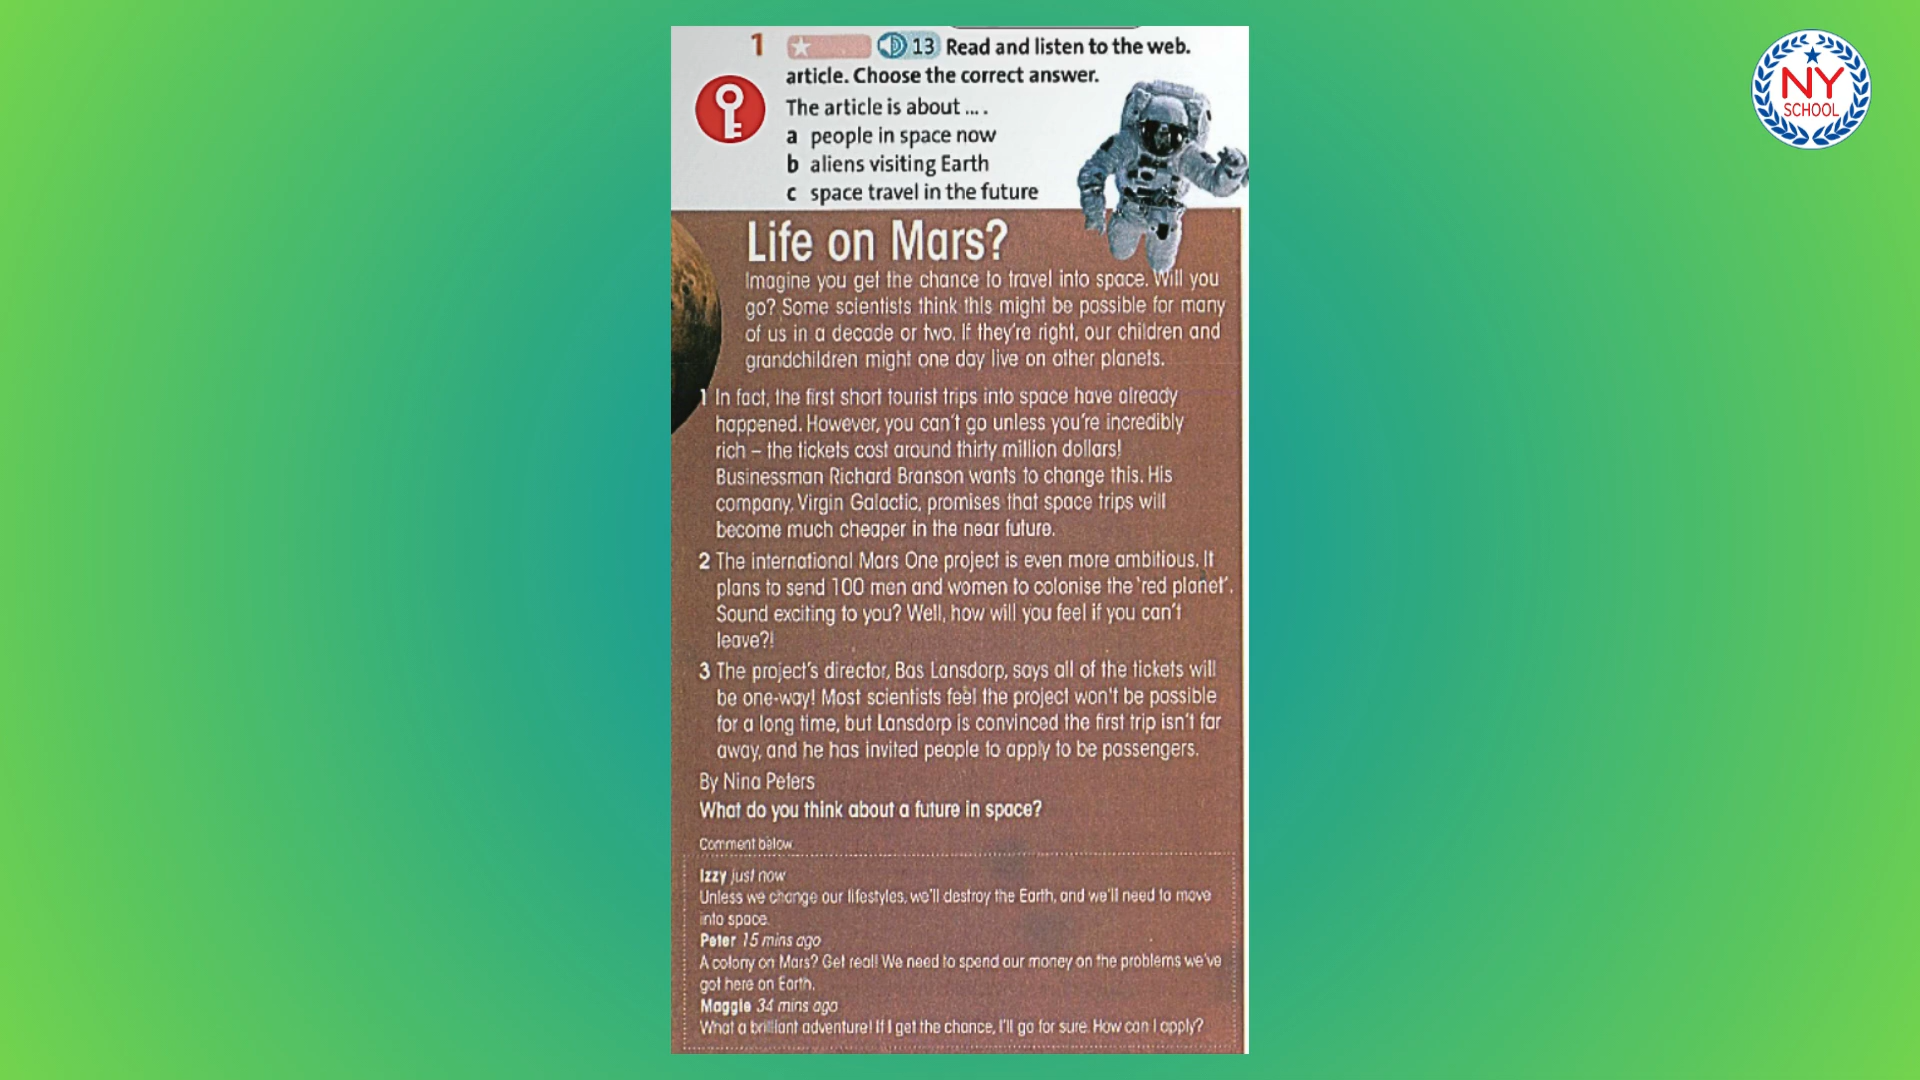 NY
SCHOOL
1 13 Read and listen to the web.
article. Choose the correct answer.
The article is about ... .
a people in space now
b aliens visiting Earth
c space travel in the future
Life on Mars?
Imagine you get the chance to travel into space. Will you
go? Some scientists think this might be possible for many
of us in a decade or two. If they're right, our children and
grandchildren might one day live on other planets.
1 In fact, the first short tourist trips into space have already
happened. However, you can't go unless you're incredibly
rich – the tickets cost around thirty million dollars!
Businessman Richard Branson wants to change this. His
company, Virgin Galactic, promises that space trips will
become much cheaper in the near future.
2 The international Mars One project is even more ambitious. It
plans to send 100 men and women to colonise the 'red planet'.
Sound exciting to you? Well, how will you feel if you can't
leave?!
3 The project's director, Bas Lansdorp, says all of the tickets will
be one-way! Most scientists feel the project won't be possible
for a long time, but Lansdorp is convinced the first trip isn't far
away, and he has invited people to apply to be passengers.
By Nina Peters
What do you think about a future in space?
Comment below.
Izzy just now
Unless we change our lifestyles, we'll destroy the Earth, and we'll need to move
into space.
Peter 15 mins ago
A colony on Mars? Get real! We need to spend our money on the problems we've
got here on Earth.
Maggie 34 mins ago
What a brilliant adventure! If I get the chance, I'll go for sure. How can I apply?